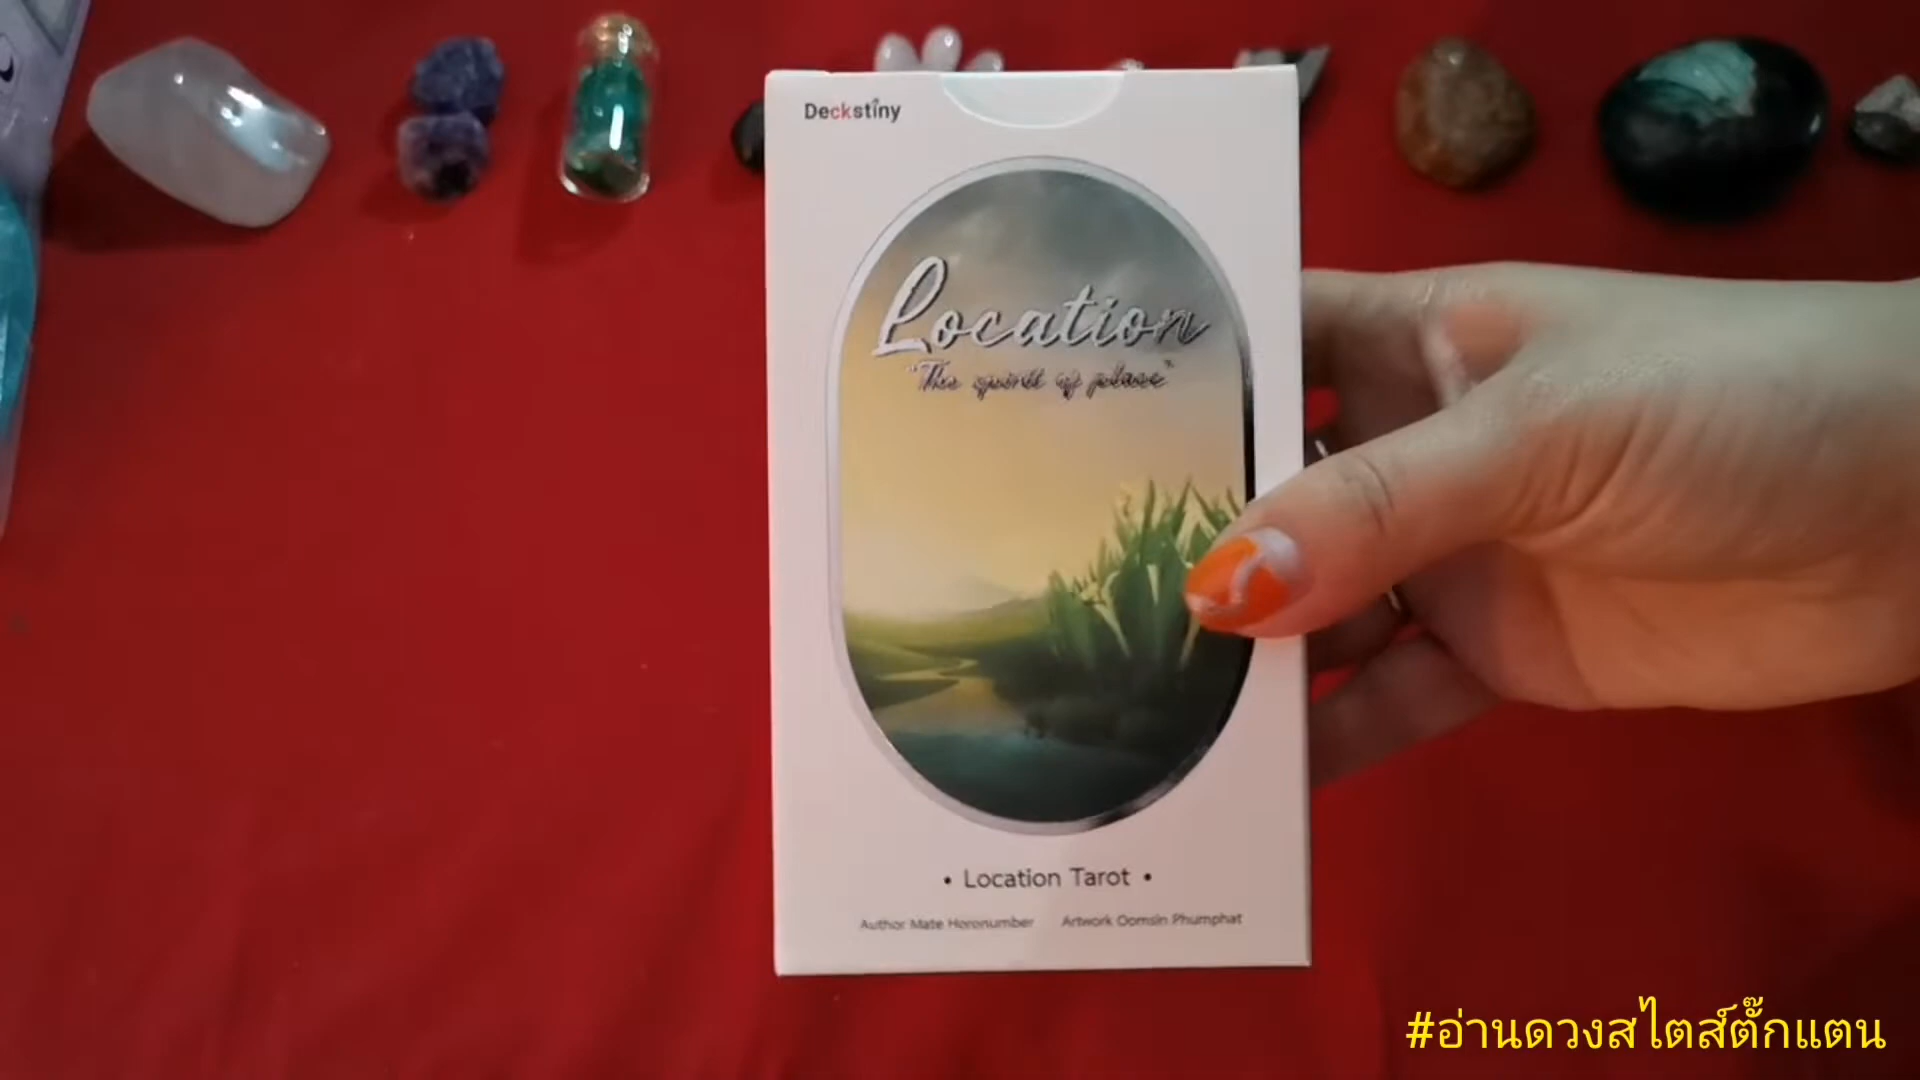 Deckstiny
Location
"The spirit of place"
• Location Tarot •
Author Mate Horonumber Artwork Oomsin Phumphat
#อ่านดวงสไตส์ตั๊กแตน